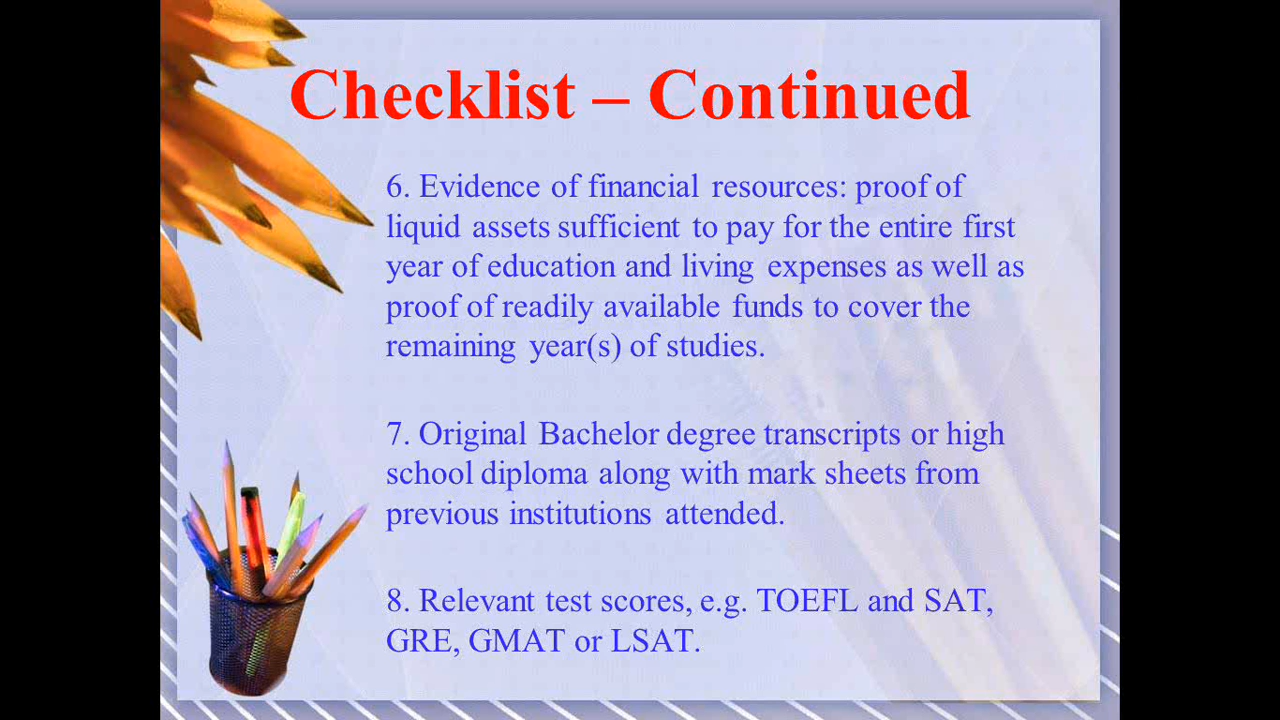 Checklist – Continued
6. Evidence of financial resources: proof of
liquid assets sufficient to pay for the entire first
year of education and living expenses as well as
proof of readily available funds to cover the
remaining year(s) of studies.
7. Original Bachelor degree transcripts or high
school diploma along with mark sheets from
previous institutions attended.
8. Relevant test scores, e.g. TOEFL and SAT,
GRE, GMAT or LSAT.